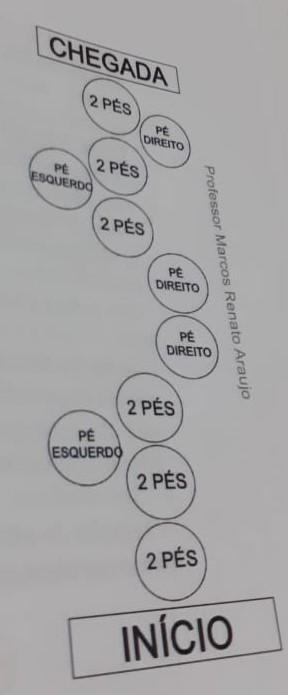 CHEGADA
2 PÉS
PÉ
DIREITO
2 PÉS
PÉ
ESQUERDO
2 PÉS
PÉ
DIREITO
PÉ
DIREITO
2 PÉS
PÉ
ESQUERDO
2 PÉS
2 PÉS
INÍCIO
Professor Marcos Renato Araujo